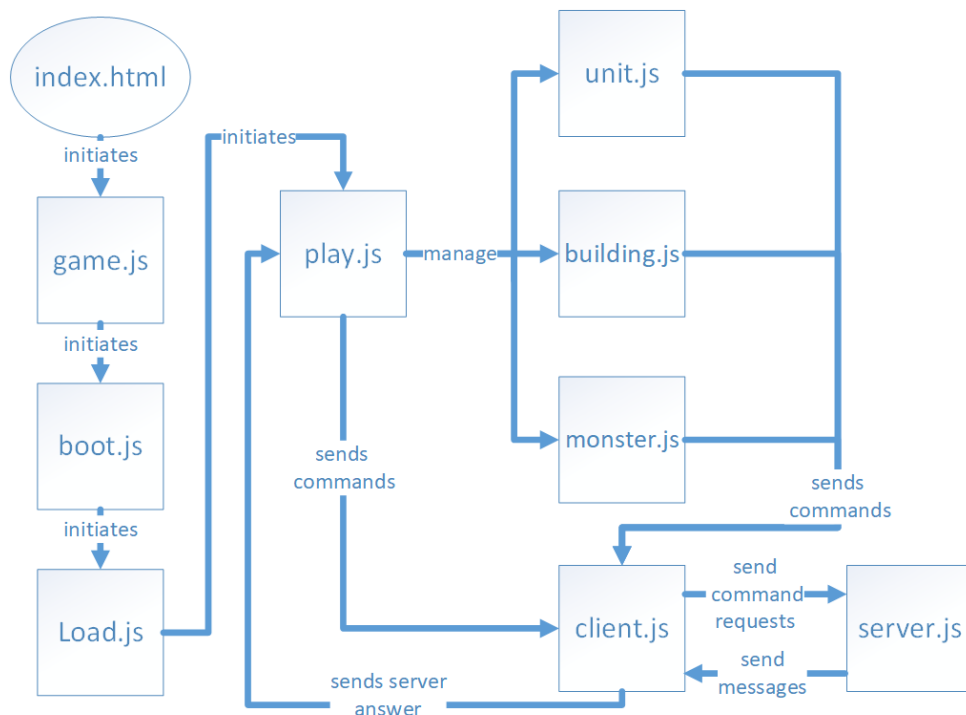 index.html
initiates
game.js
initiates
boot.js
initiates
Load.js
initiates
play.js
manage
unit.js
building.js
monster.js
sends
commands
sends
commands
client.js
send
command
requests
server.js
send
messages
sends server
answer